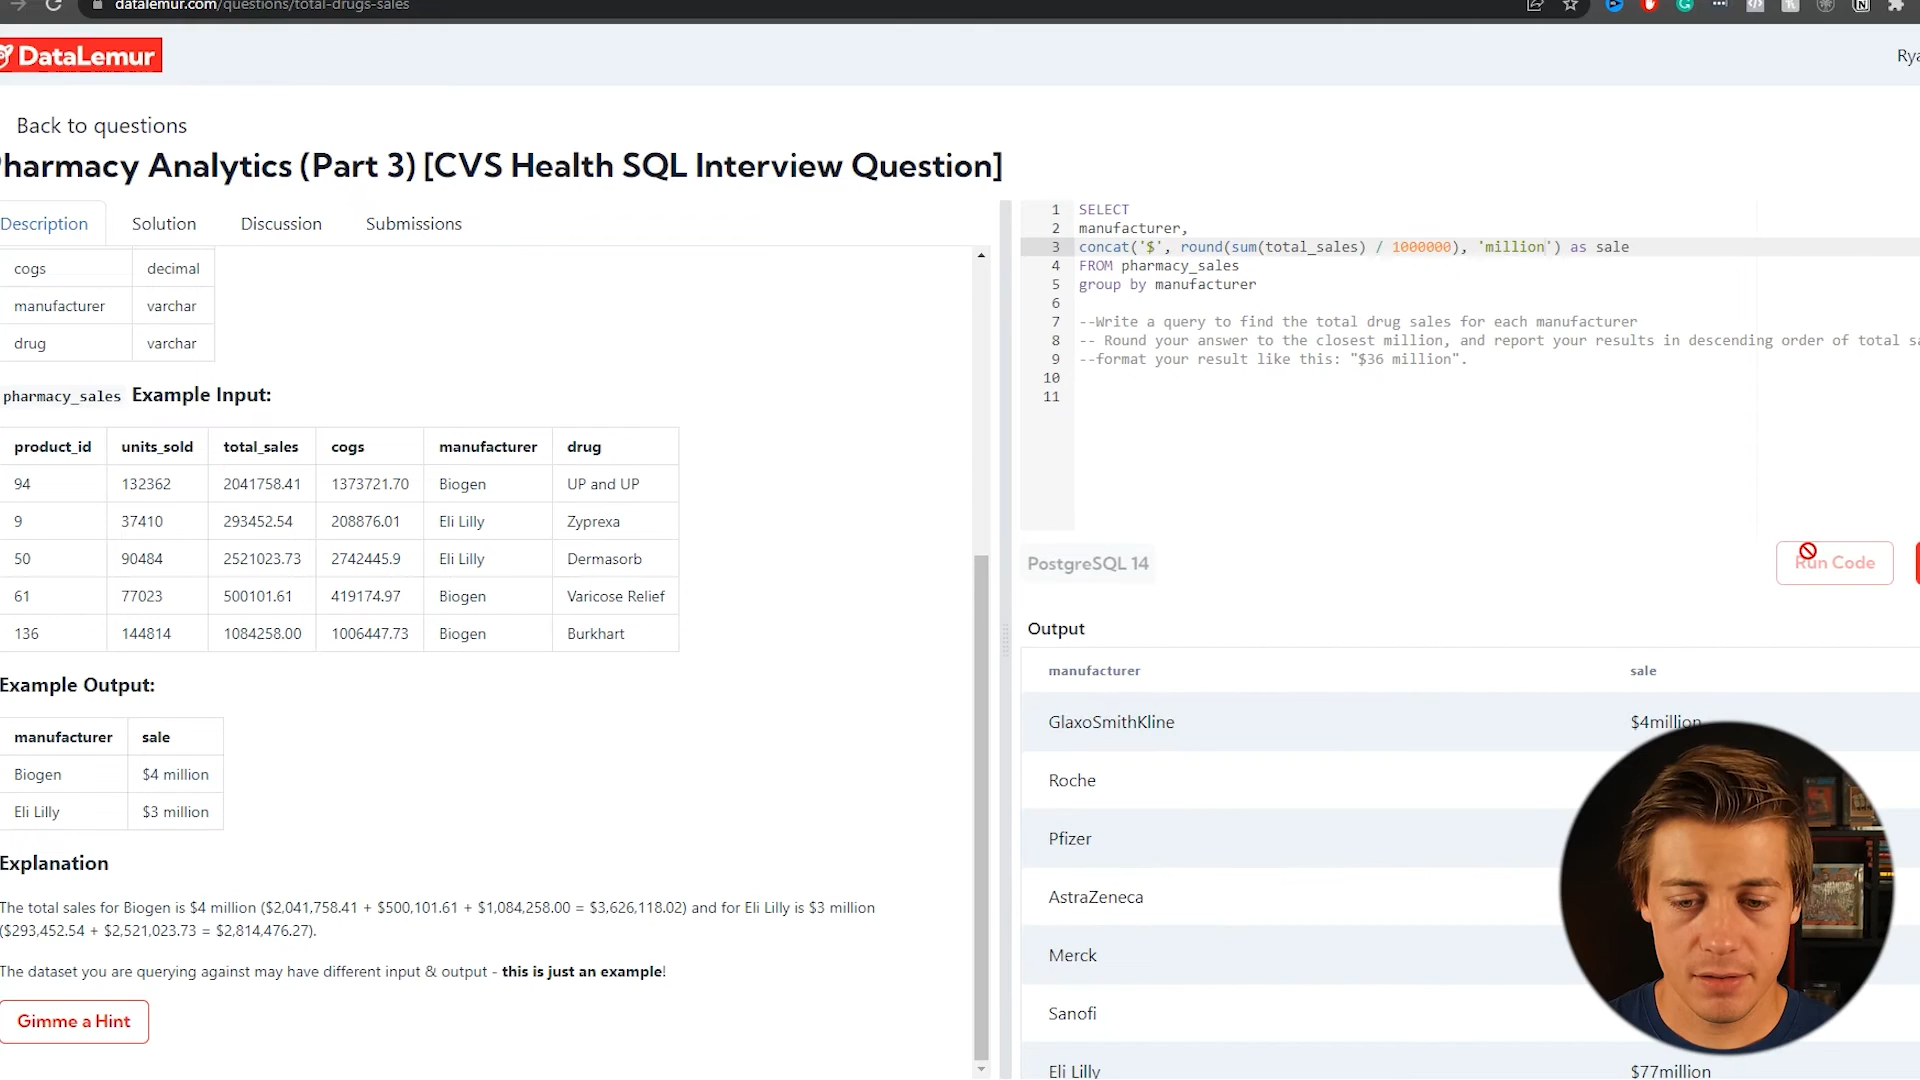 datalemur.com/questions/total-drugs-sales
DataLemur
Back to questions
harmacy Analytics (Part 3) [CVS Health SQL Interview Question]
Description
Solution
Discussion
Submissions
cogs decimal
manufacturer varchar
drug varchar
pharmacy_sales Example Input:
product_id units_sold total_sales cogs manufacturer drug
94 132362 2041758.41 1373721.70 Biogen UP and UP
9 37410 293452.54 208876.01 Eli Lilly Zyprexa
50 90484 2521023.73 2742445.9 Eli Lilly Dermasorb
61 77023 500101.61 419174.97 Biogen Varicose Relief
136 144814 1084258.00 1006447.73 Biogen Burkhart
Example Output:
manufacturer sale
Biogen $4 million
Eli Lilly $3 million
Explanation
The total sales for Biogen is $4 million ($2,041,758.41 + $500,101.61 + $1,084,258.00 = $3,626,118.02) and for Eli Lilly is $3 million
($293,452.54 + $2,521,023.73 = $2,814,476.27).
The dataset you are querying against may have different input & output - this is just an example!
Gimme a Hint
Rya
1 SELECT
2 manufacturer,
3 concat('$', round(sum(total_sales) / 1000000), 'million') as sale
4 FROM pharmacy_sales
5 group by manufacturer
6
7 --Write a query to find the total drug sales for each manufacturer
8 -- Round your answer to the closest million, and report your results in descending order of total sa
9 --format your result like this: "$36 million".
10
11
PostgreSQL 14
Run Code
Output
manufacturer sale
GlaxoSmithKline $4million
Roche
Pfizer
AstraZeneca
Merck
Sanofi
Eli Lilly $77million